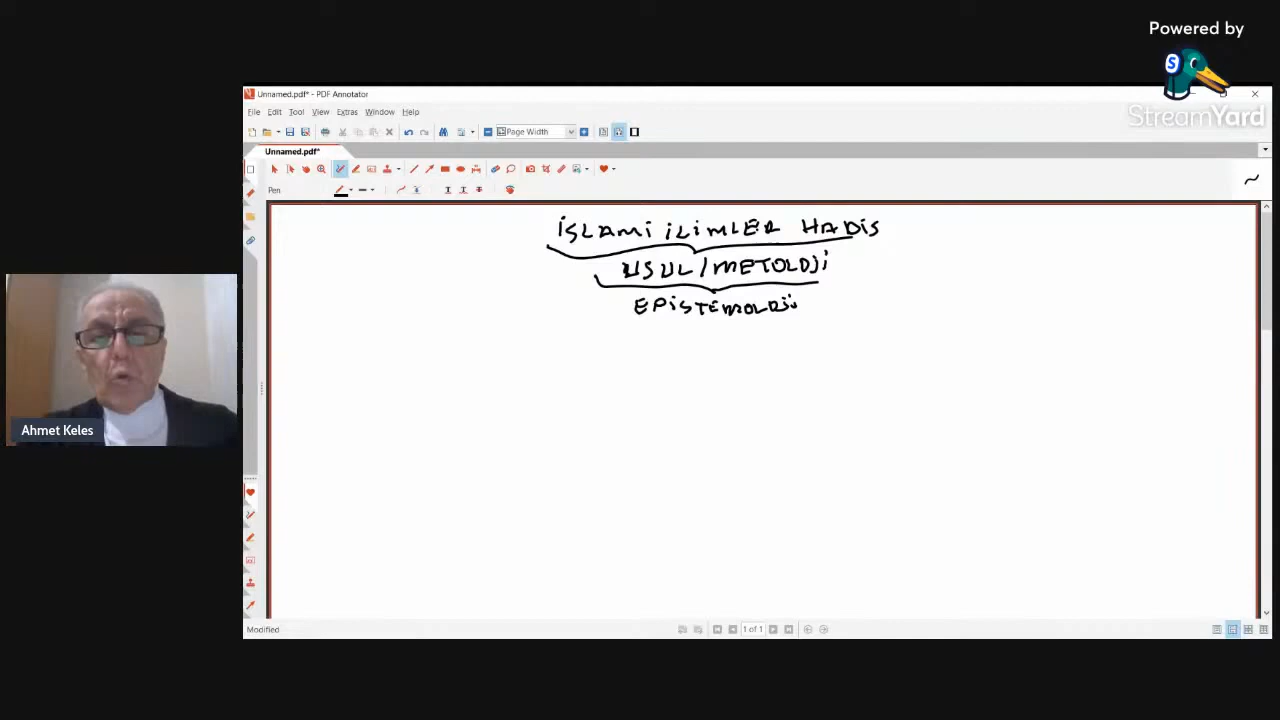 Powered by
S
StreamYard
Unnamed.pdf* - PDF Annotator
File Edit Tool View Extras Window Help
Page Width
Unnamed.pdf*
Pen
İSLAMİ İLİMLER HADİS
USUL/METOLOJİ
EPİSTEMOLOJİ
Ahmet Keles
Modified
1 of 1